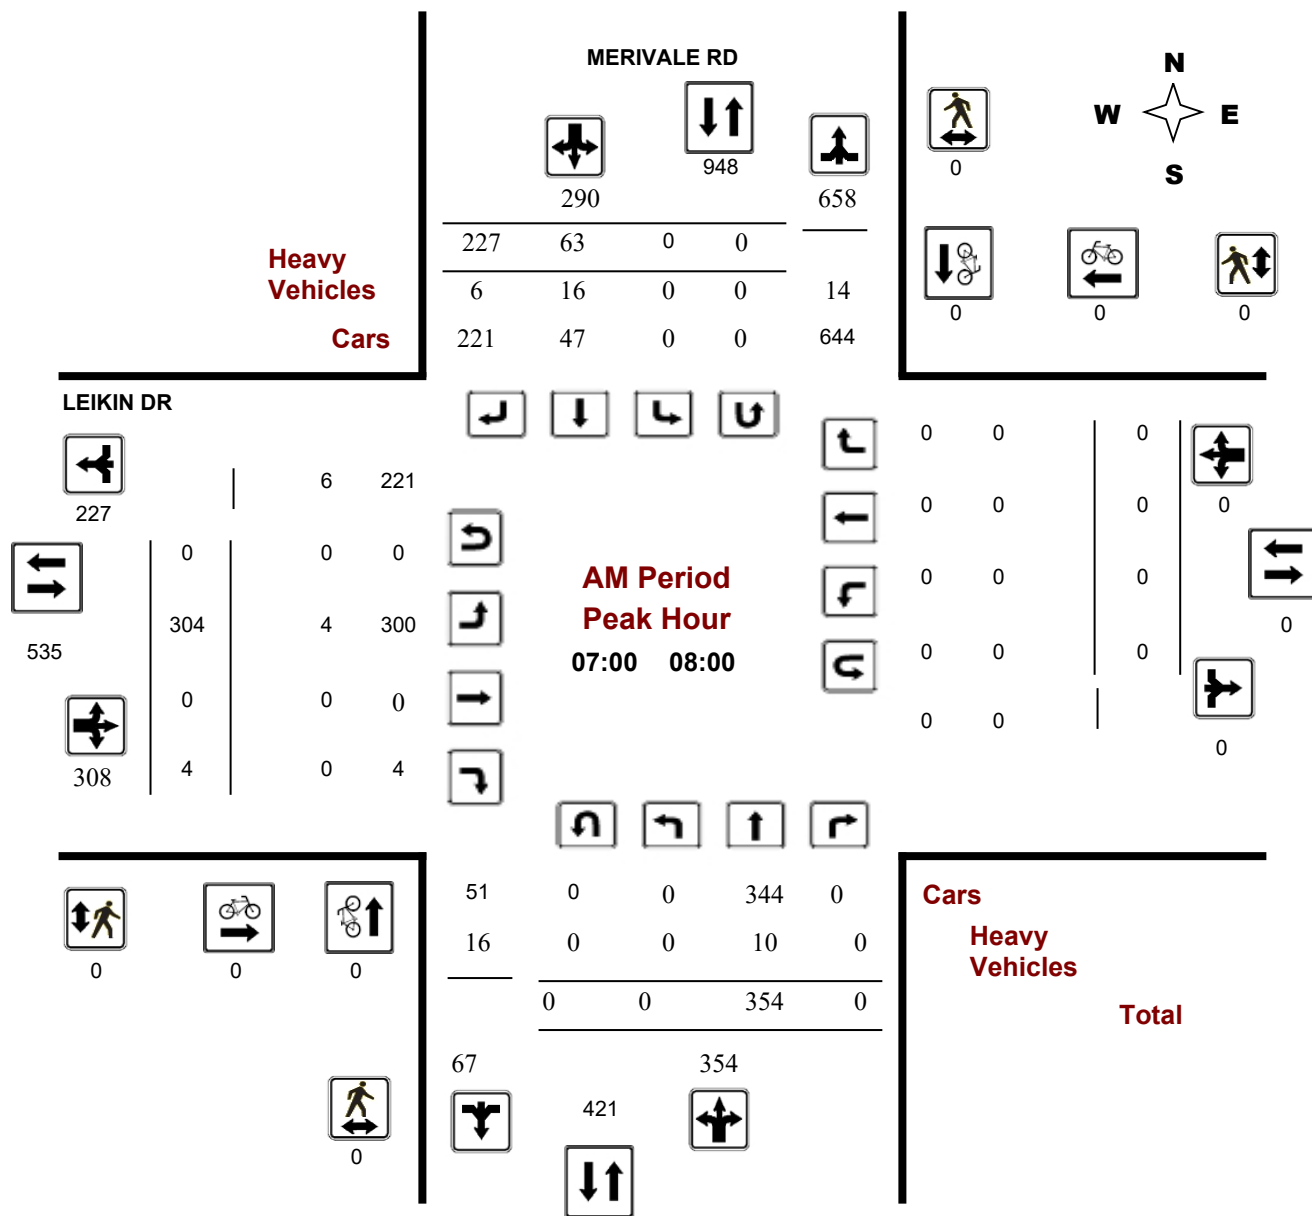 MERIVALE RD
N
W E
S
948
0
290 658
227 63 0 0
Heavy
Vehicles
6 16 0 0 14
0 0 0
Cars 221 47 0 0 644
LEIKIN DR
0 0 0
6 221
227 0 0 0 0
0 0 0
AM Period
0 0 0
Peak Hour
304 4 300 0
535 07:00 08:00 0 0 0
0 0 0
0 0
0
308 4 0 4
51 0 0 344 0 Cars
16 0 0 10 0 Heavy
Vehicles
0 0 0
0 0 354 0
Total
67 354
421
0